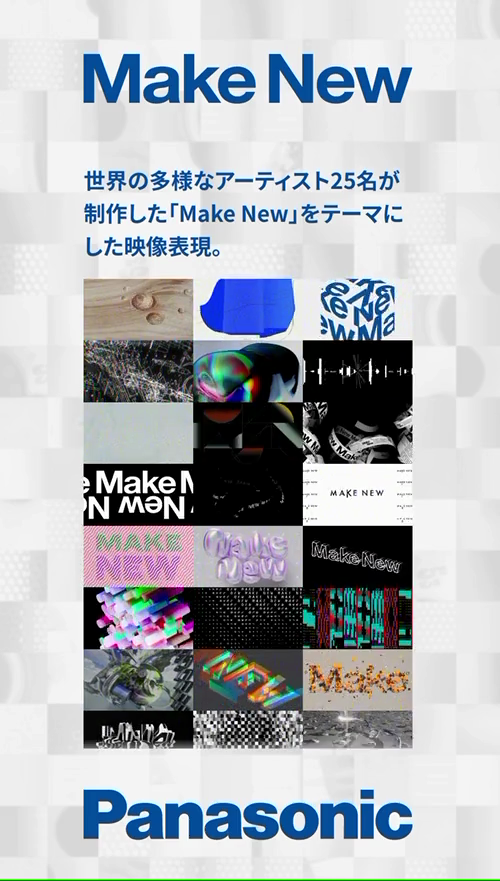 Make New
世界の多様なアーティスト25名が
制作した「Make New」をテーマに
した映像表現。
Make
New
MAKE NEW
MAKE
NEW
Make
New
Make New
Make
Panasonic